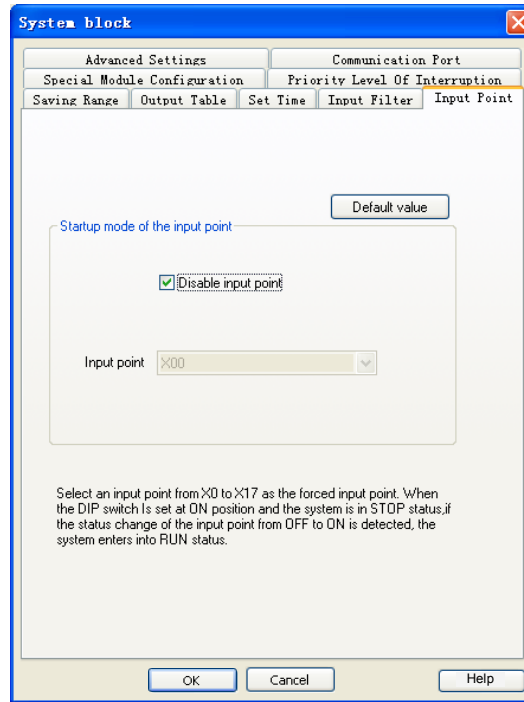 System block
Advanced Settings
Communication Port
Special Module Configuration
Priority Level Of Interruption
Saving Range
Output Table
Set Time
Input Filter
Input Point
Default value
Startup mode of the input point
Disable input point
Input point
X00
Select an input point from X0 to X17 as the forced input point. When
the DIP switch Is set at ON position and the system is in STOP status,if
the status change of the input point from OFF to ON is detected, the
system enters into RUN status.
OK
Cancel
Help